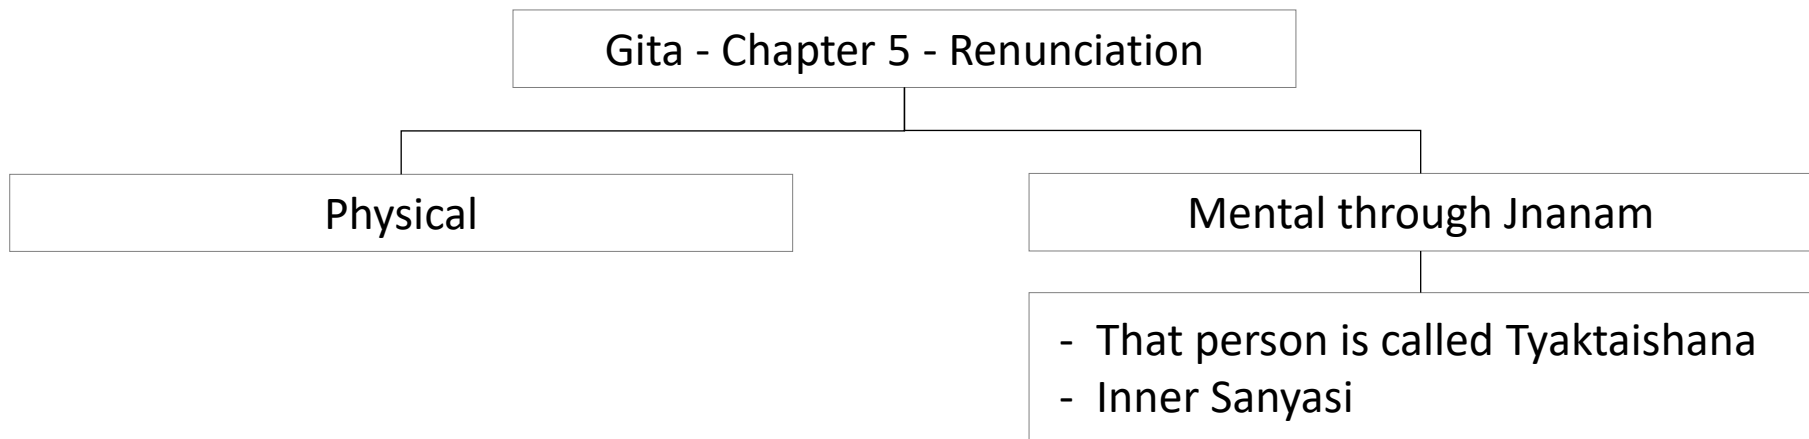 Gita - Chapter 5 - Renunciation
Physical
Mental through Jnanam
- That person is called Tyaktaishana
- Inner Sanyasi